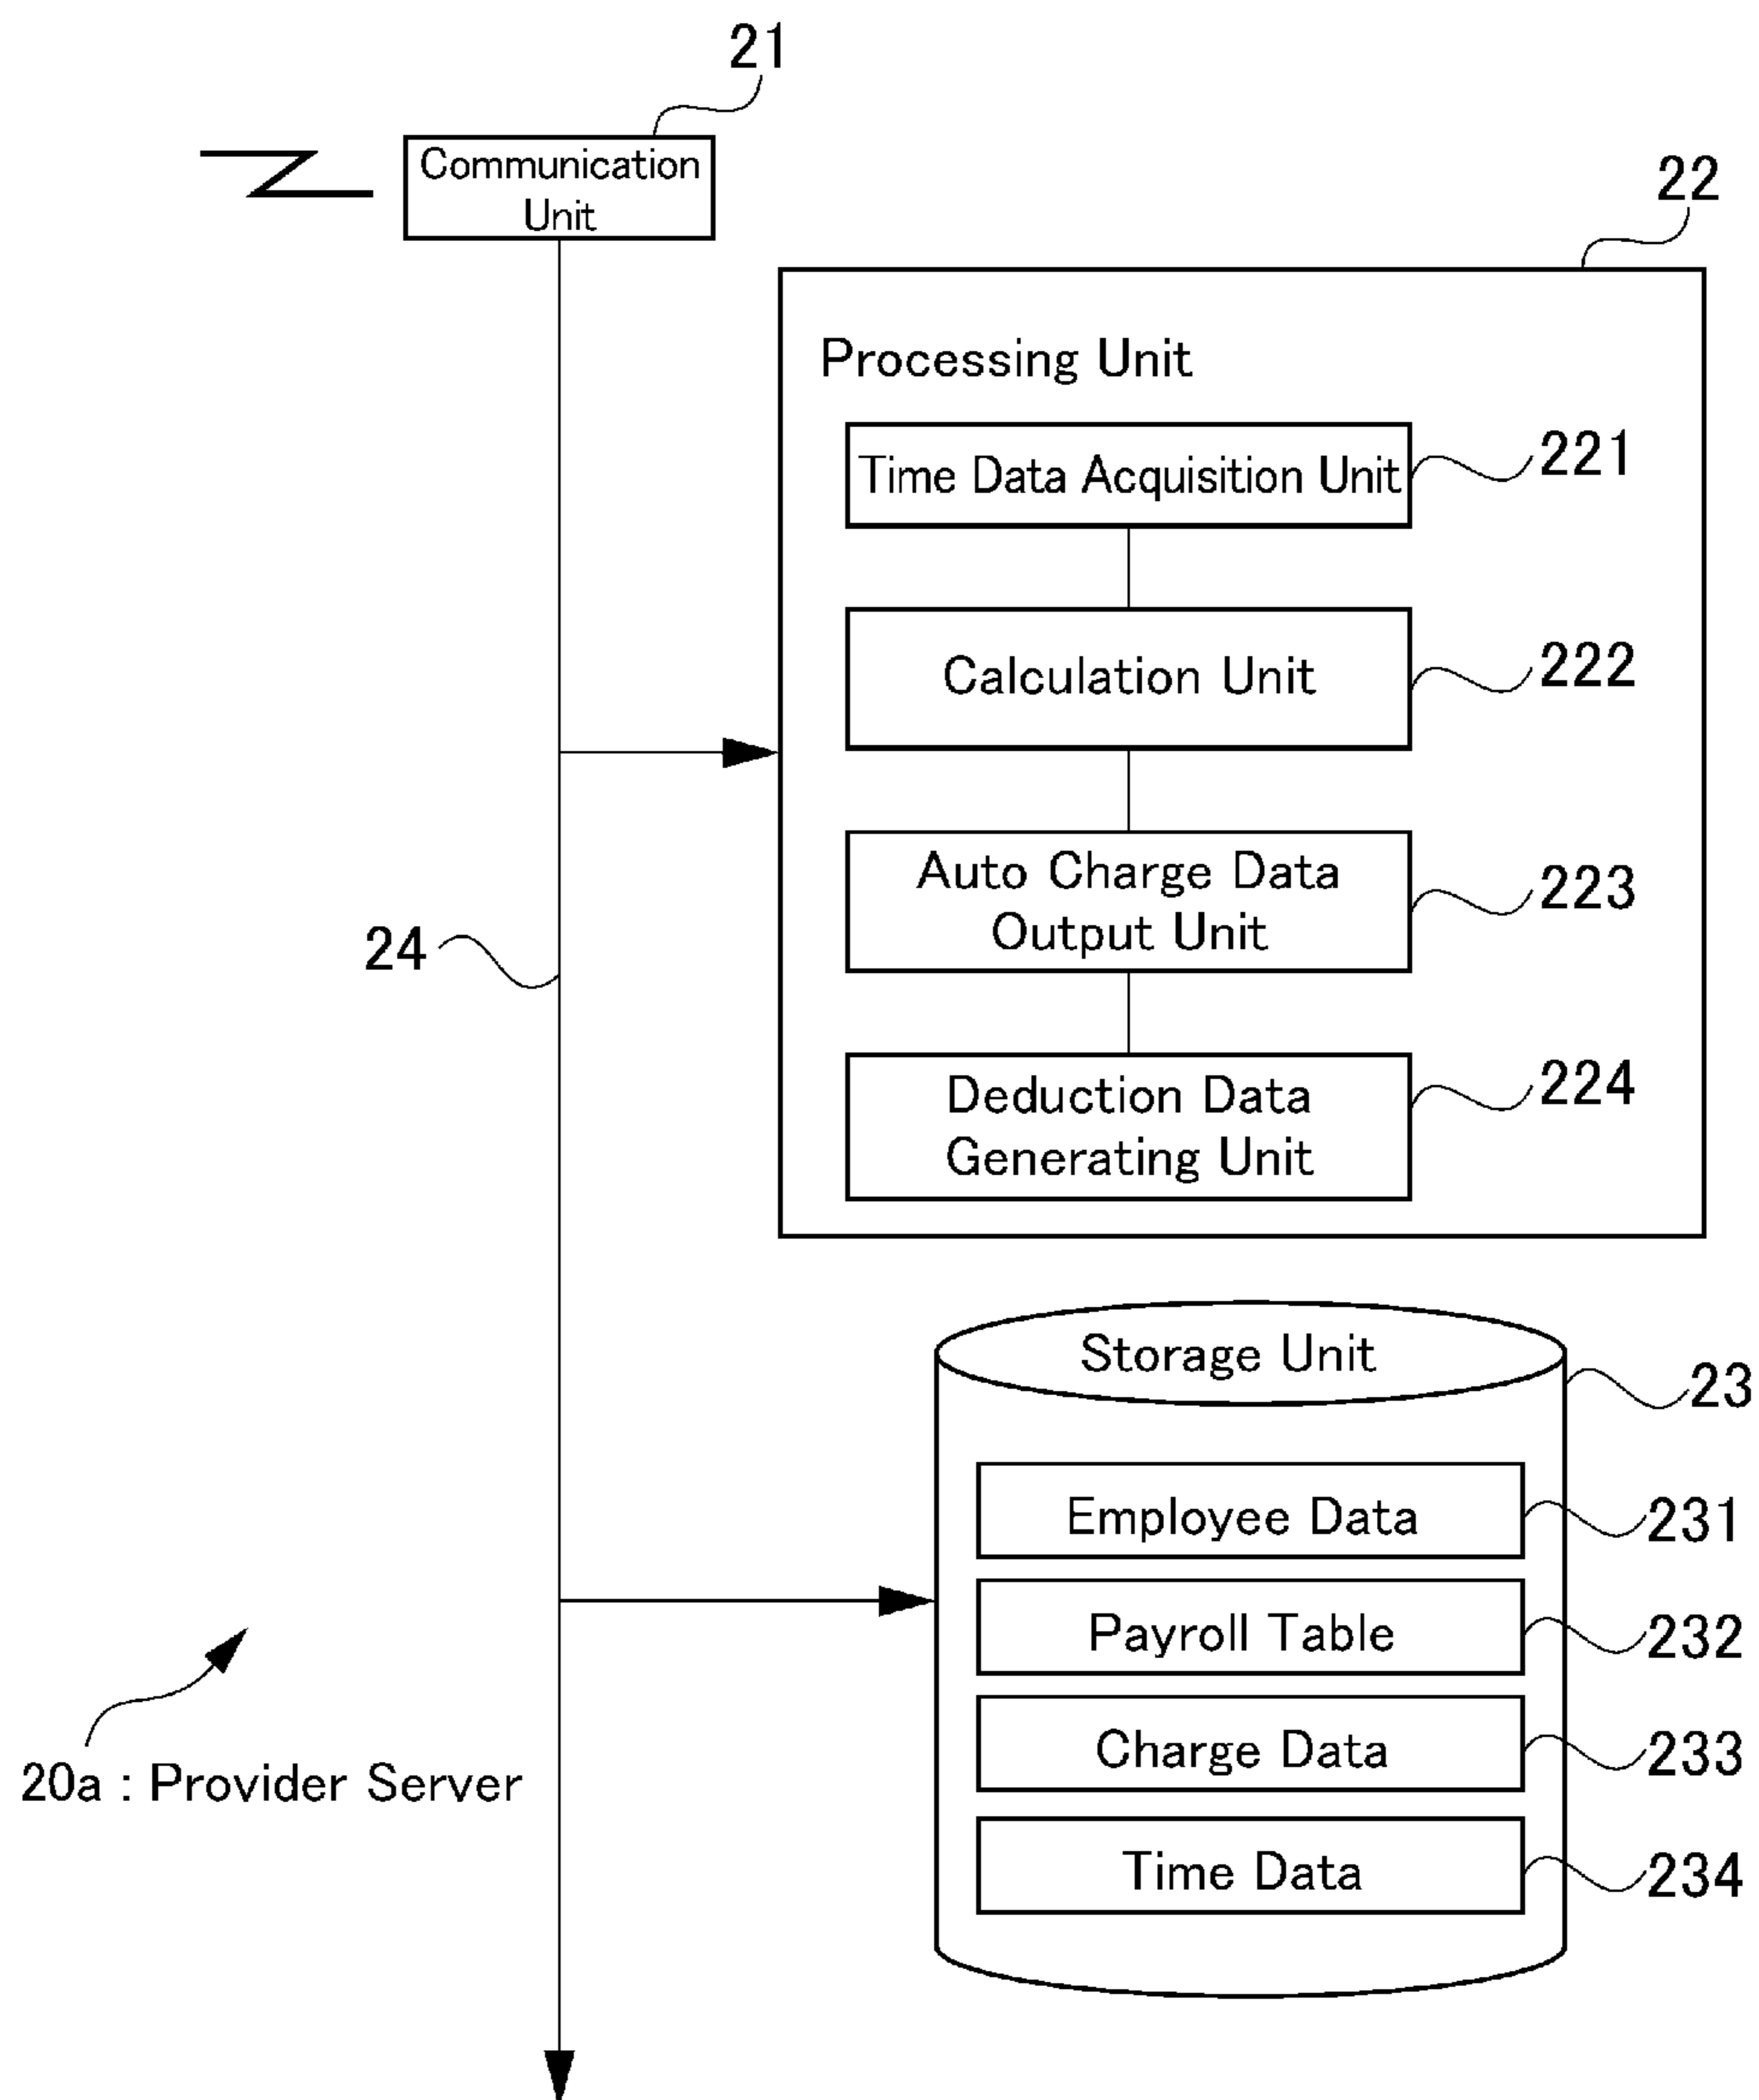 21
Communication
Unit
22
Processing Unit
Time Data Acquisition Unit
221
Calculation Unit
222
Auto Charge Data
Output Unit
223
24
Deduction Data
Generating Unit
224
Storage Unit
23
Employee Data
231
Payroll Table
232
Charge Data
233
20a : Provider Server
Time Data
234